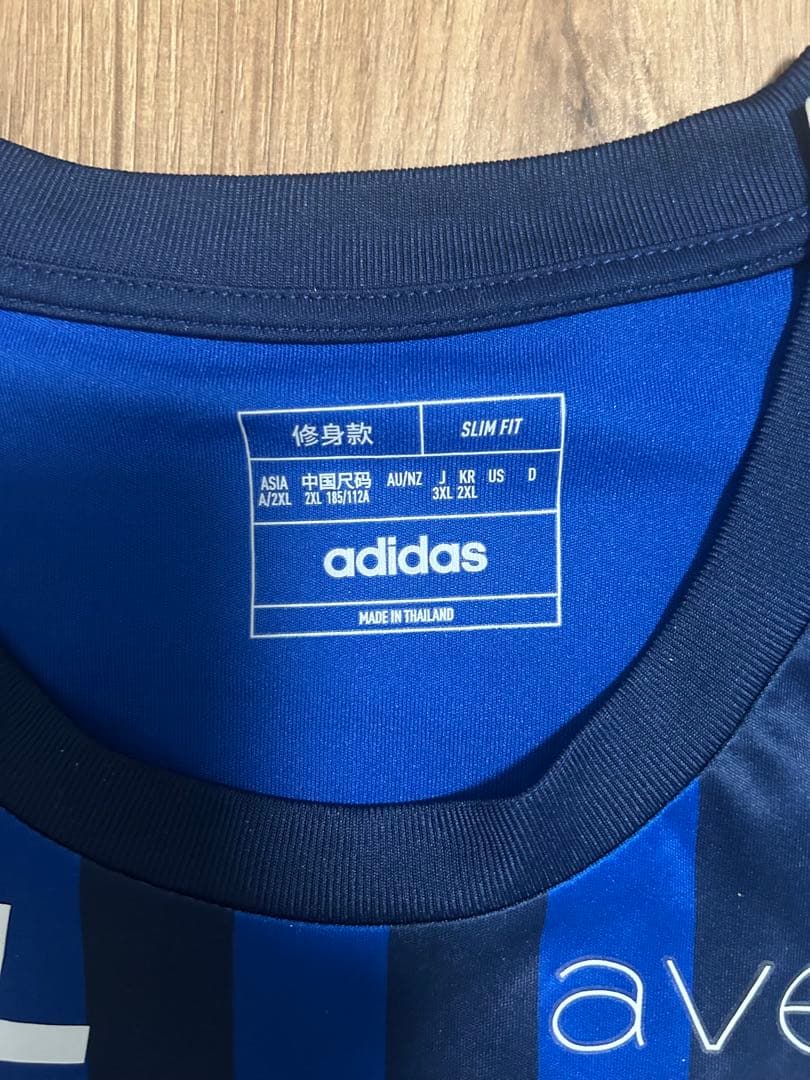 修身款 SLIM FIT
ASIA 中国尺码 AU/NZ J KR US D
A/2XL 2XL 185/112A 3XL 2XL
adidas
MADE IN THAILAND
ave